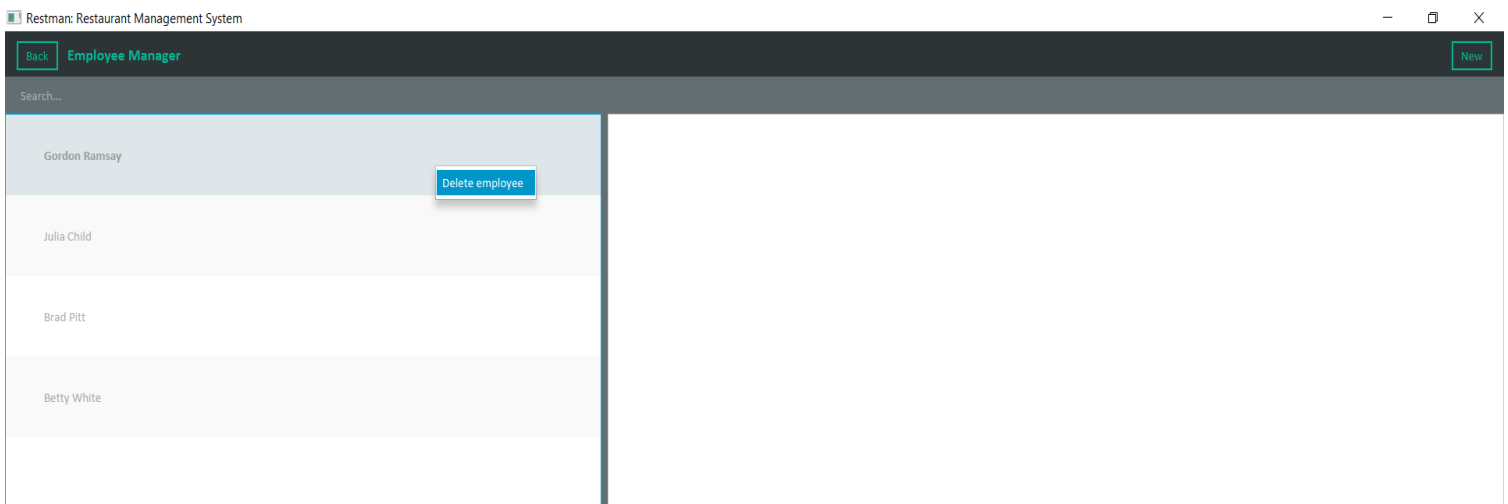 Restman: Restaurant Management System
Back Employee Manager New
Search...
Gordon Ramsay
Delete employee
Julia Child
Brad Pitt
Betty White